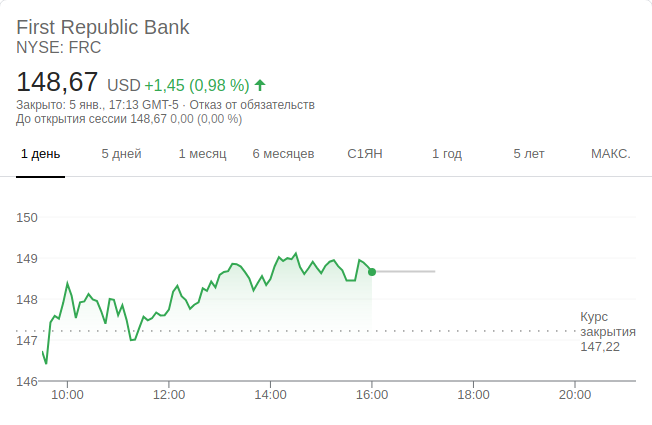 First Republic Bank
NYSE: FRC
148,67 USD +1,45 (0,98 %)
Закрыто: 5 янв., 17:13 GMT-5 · Отказ от обязательств
До открытия сессии 148,67 0,00 (0,00 %)
1 день 5 дней 1 месяц 6 месяцев С1ЯН 1 год 5 лет МАКС.
150
149
148
Курс
закрытия
147
147,22
146
10:00 12:00 14:00 16:00 18:00 20:00